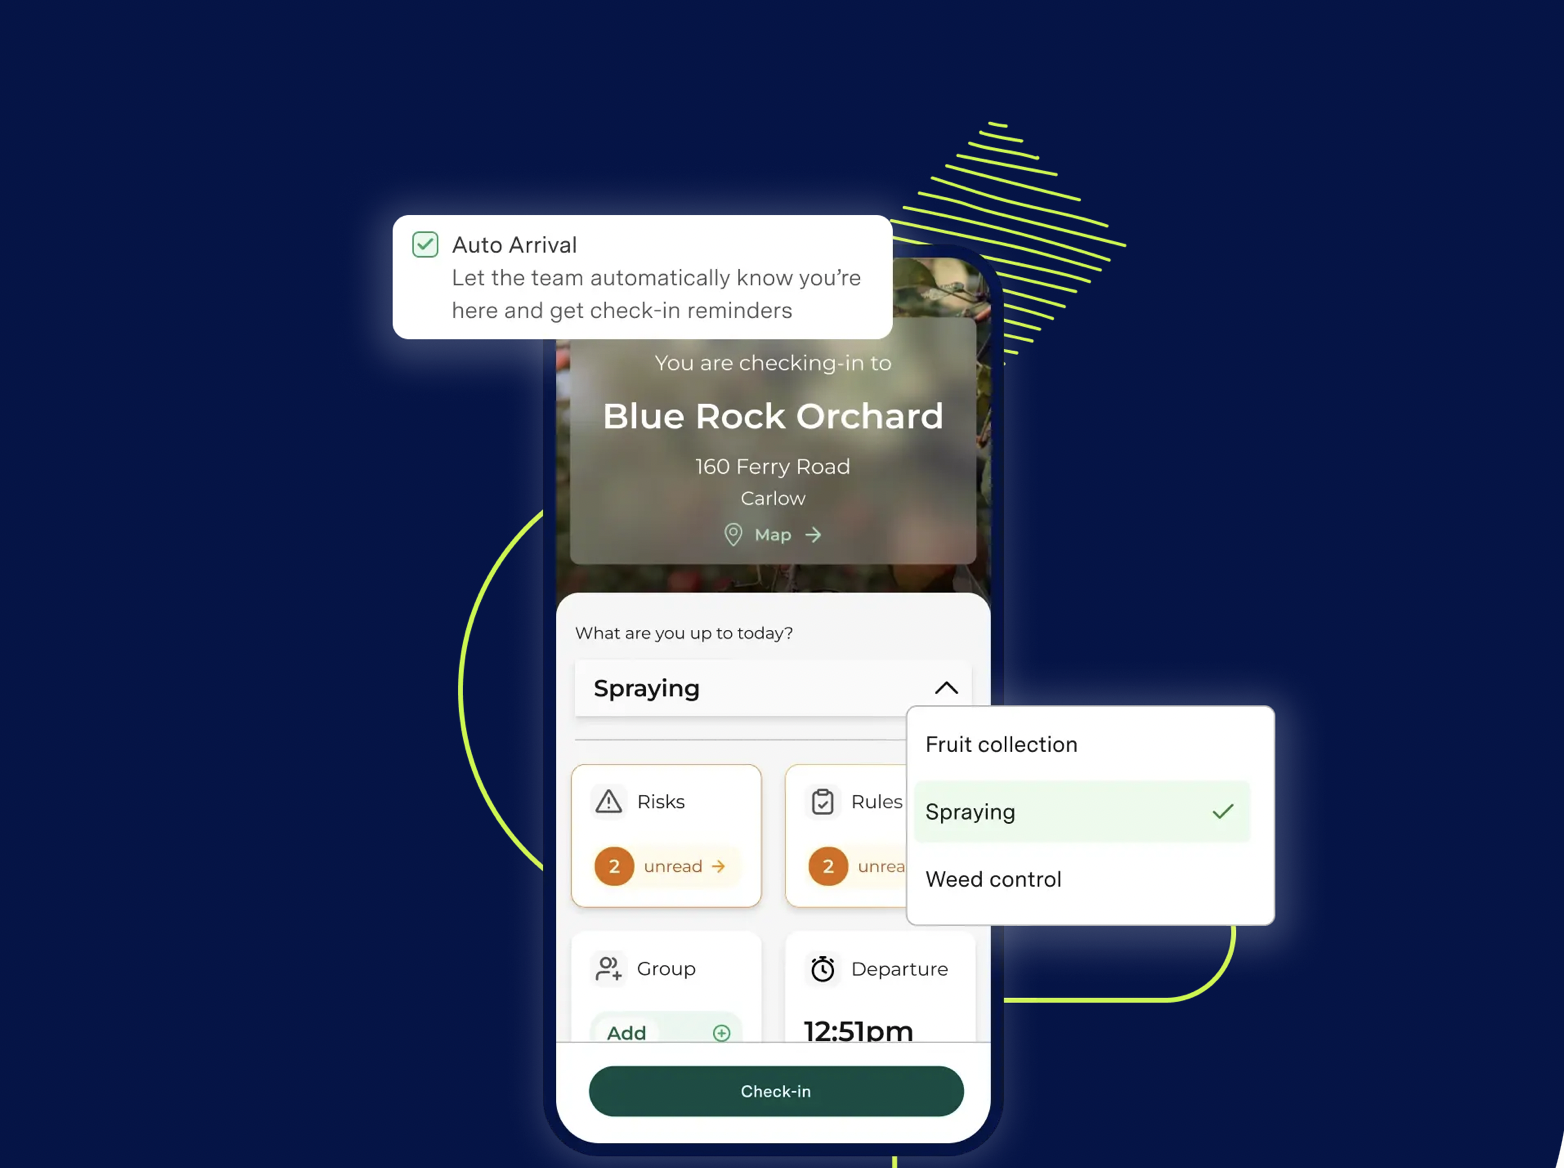 Auto Arrival
Let the team automatically know you’re
here and get check-in reminders
You are checking-in to
Blue Rock Orchard
160 Ferry Road
Carlow
Map
What are you up to today?
Spraying
Fruit collection
Spraying
Weed control
Risks
2 unread
Rules
2 unrea
Group
Add
Departure
12:51pm
Check-in